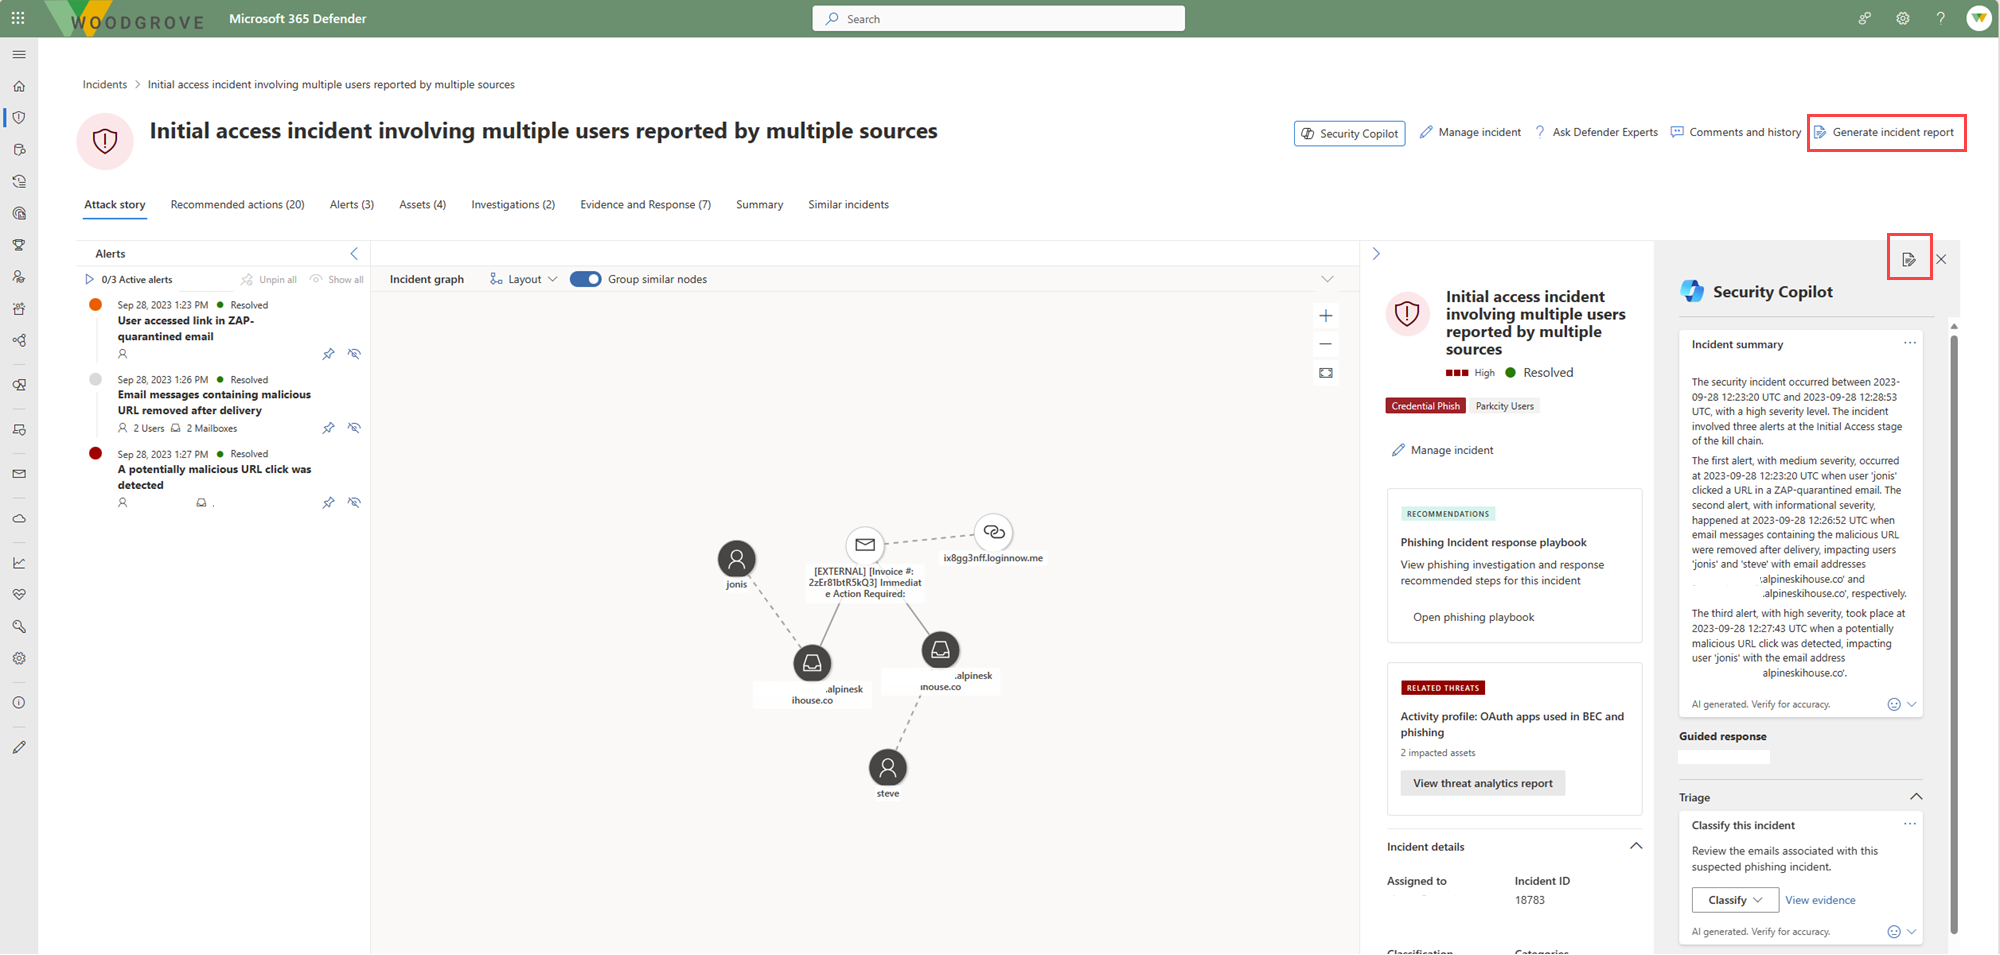 WOODGROVE
Microsoft 365 Defender
Search
Incidents > Initial access incident involving multiple users reported by multiple sources
Initial access incident involving multiple users reported by multiple sources
Security Copilot
Manage incident
? Ask Defender Experts
Comments and history
Generate incident report
Attack story
Recommended actions (20)
Alerts (3)
Assets (4)
Investigations (2)
Evidence and Response (7)
Summary
Similar incidents
Alerts
0/3 Active alerts
Unpin all
Show all
Sep 28, 2023 1:23 PM Resolved
User accessed link in ZAP-
quarantined email
Sep 28, 2023 1:26 PM Resolved
Email messages containing malicious
URL removed after delivery
2 Users 2 Mailboxes
Sep 28, 2023 1:27 PM Resolved
A potentially malicious URL click was
detected
.
Incident graph
Layout
Group similar nodes
jonis
[EXTERNAL] [Invoice #:
2zEr81btR5kQ3] Immediat
e Action Required:
ix8gg3nff.loginnow.me
.alpinesk
ihouse.co
.alpinesk
ihouse.co
steve
Initial access incident
involving multiple users
reported by multiple
sources
High Resolved
Credential Phish
Parkcity Users
Manage incident
RECOMMENDATIONS
Phishing Incident response playbook
View phishing investigation and response
recommended steps for this incident
Open phishing playbook
RELATED THREATS
Activity profile: OAuth apps used in BEC and
phishing
2 impacted assets
View threat analytics report
Incident details
Assigned to
Incident ID
18783
Classification
Categories
Security Copilot
Incident summary
The security incident occurred between 2023-
09-28 12:23:20 UTC and 2023-09-28 12:28:53
UTC, with a high severity level. The incident
involved three alerts at the Initial Access stage
of the kill chain.
The first alert, with medium severity, occurred
at 2023-09-28 12:23:20 UTC when user 'jonis'
clicked a URL in a ZAP-quarantined email. The
second alert, with informational severity,
happened at 2023-09-28 12:26:52 UTC when
email messages containing the malicious URL
were removed after delivery, impacting users
'jonis' and 'steve' with email addresses
.alpineskihouse.co' and
.alpineskihouse.co', respectively.
The third alert, with high severity, took place at
2023-09-28 12:27:43 UTC when a potentially
malicious URL click was detected, impacting
user 'jonis' with the email address
alpineskihouse.co'.
AI generated. Verify for accuracy.
Guided response
Triage
Classify this incident
Review the emails associated with this
suspected phishing incident.
Classify
View evidence
AI generated. Verify for accuracy.